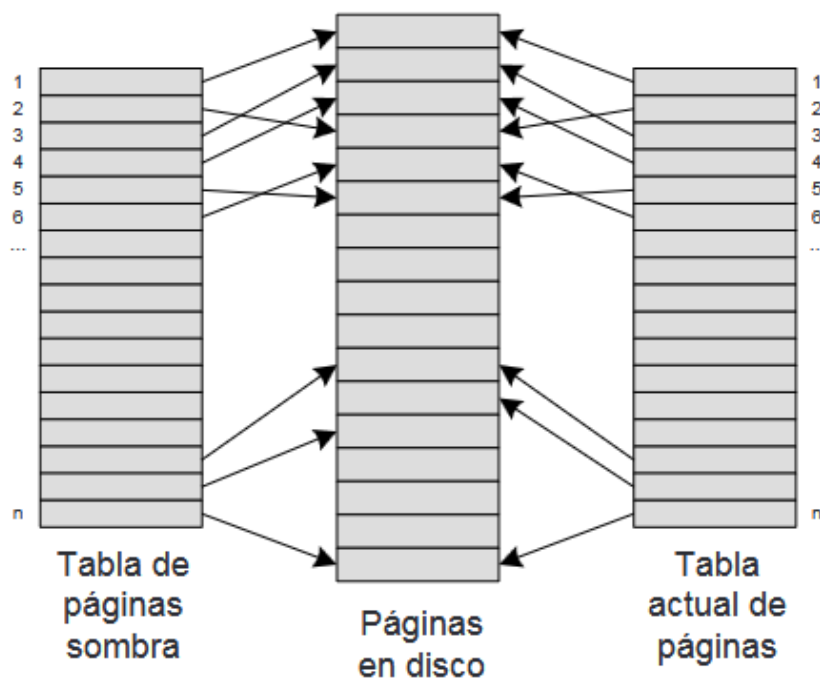 1
2
3
4
5
6
...
n
Tabla de
páginas
sombra
Páginas
en disco
1
2
3
4
5
6
...
n
Tabla
actual de
páginas